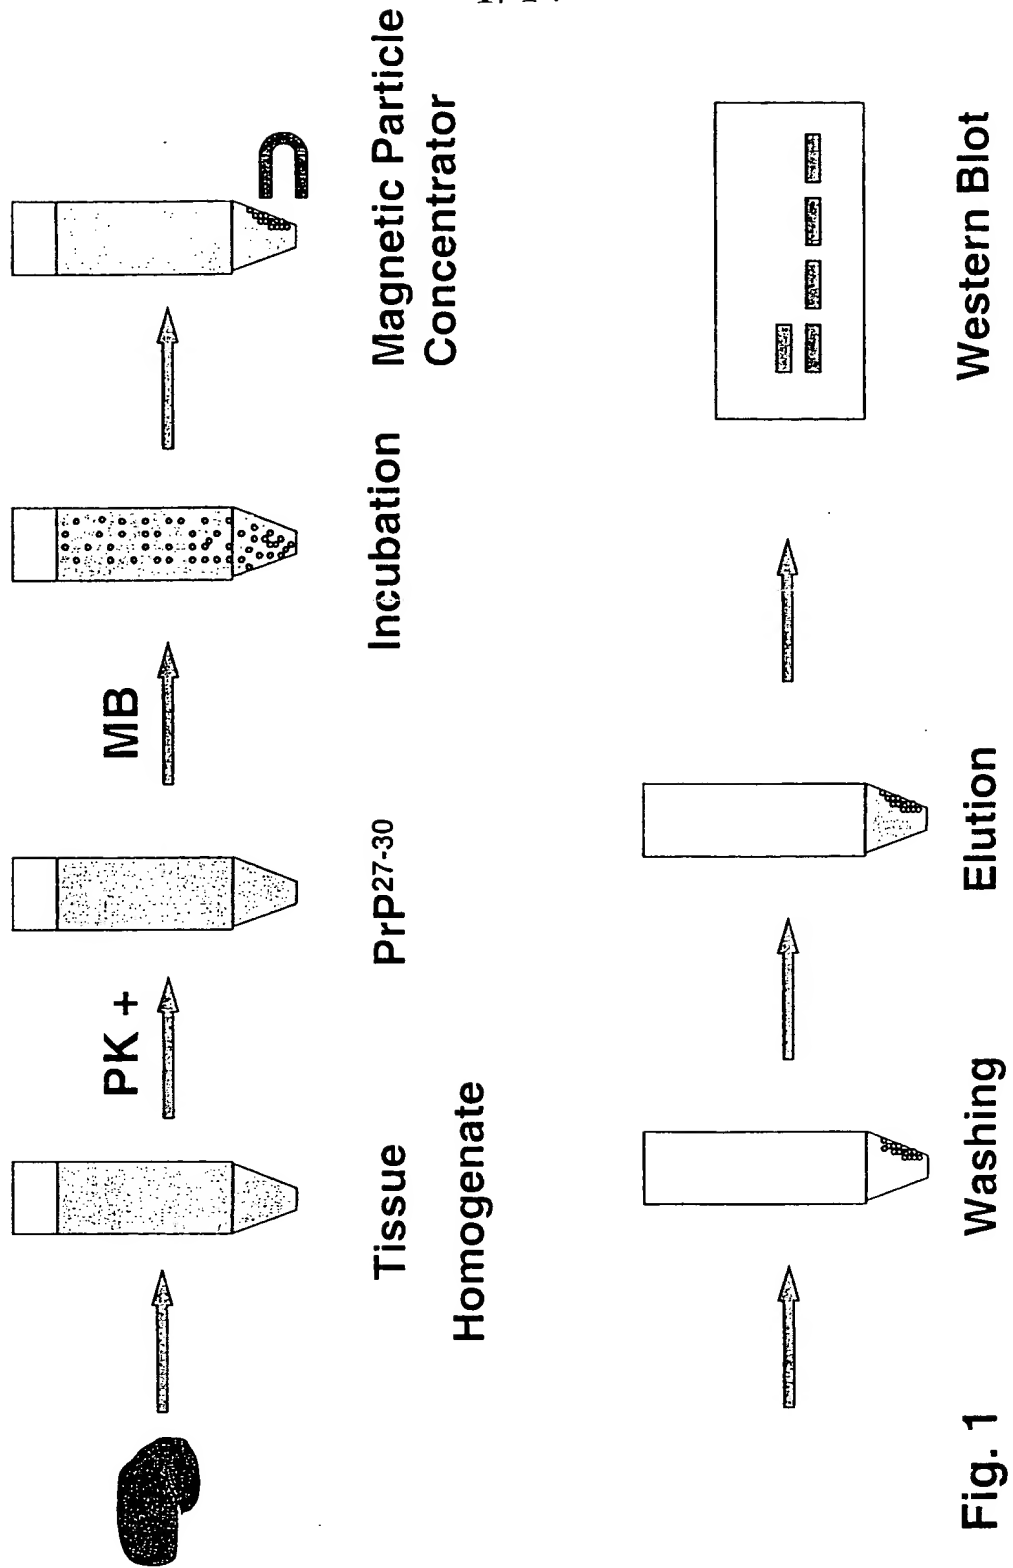 PK +
MB
Tissue
Homogenate
PrP27-30
Incubation
Magnetic Particle
Concentrator
Washing
Elution
Western Blot
Fig. 1